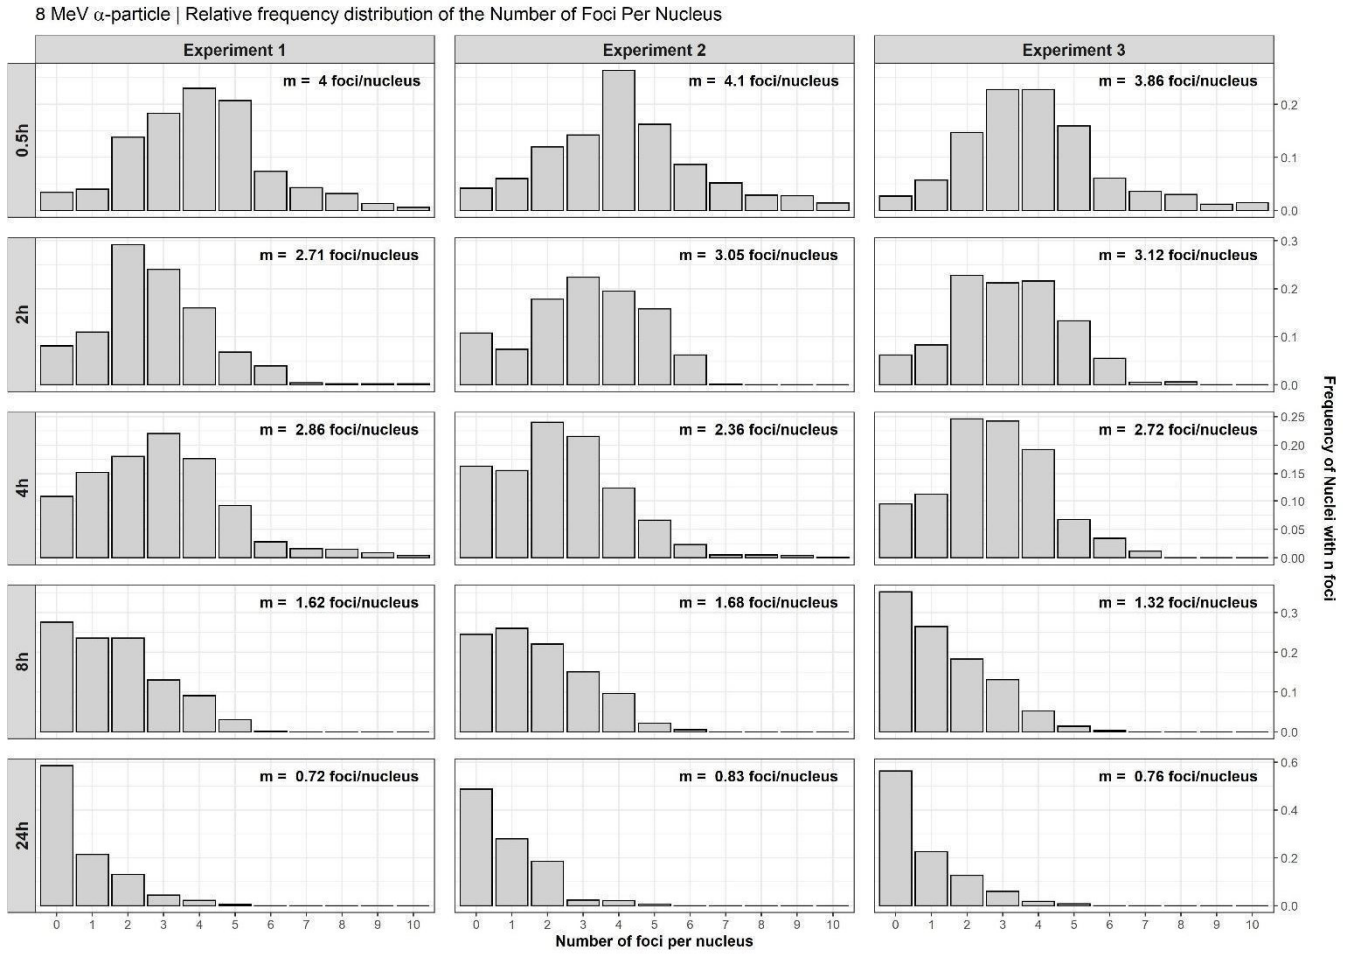 8 MeV α-particle | Relative frequency distribution of the Number of Foci Per Nucleus
Experiment 1
Experiment 2
Experiment 3
0.5h
m = 4 foci/nucleus
m = 4.1 foci/nucleus
m = 3.86 foci/nucleus
0.2
0.1
0.0
2h
m = 2.71 foci/nucleus
m = 3.05 foci/nucleus
m = 3.12 foci/nucleus
0.3
0.2
0.1
0.0
4h
m = 2.86 foci/nucleus
m = 2.36 foci/nucleus
m = 2.72 foci/nucleus
0.25
0.20
0.15
0.10
0.05
0.00
8h
m = 1.62 foci/nucleus
m = 1.68 foci/nucleus
m = 1.32 foci/nucleus
0.3
0.2
0.1
0.0
24h
m = 0.72 foci/nucleus
m = 0.83 foci/nucleus
m = 0.76 foci/nucleus
0.6
0.4
0.2
0.0
0 1 2 3 4 5 6 7 8 9 10
0 1 2 3 4 5 6 7 8 9 10
0 1 2 3 4 5 6 7 8 9 10
Number of foci per nucleus
Frequency of Nuclei with n foci